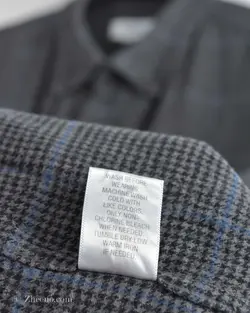 WASH BEFORE
WEARING
MACHINE WASH
COLD WITH
LIKE COLORS,
ONLY NON-
CHLORINE BLEACH
WHEN NEEDED
TUMBLE DRY LOW
WARM IRON
IF NEEDED
Zheano.com